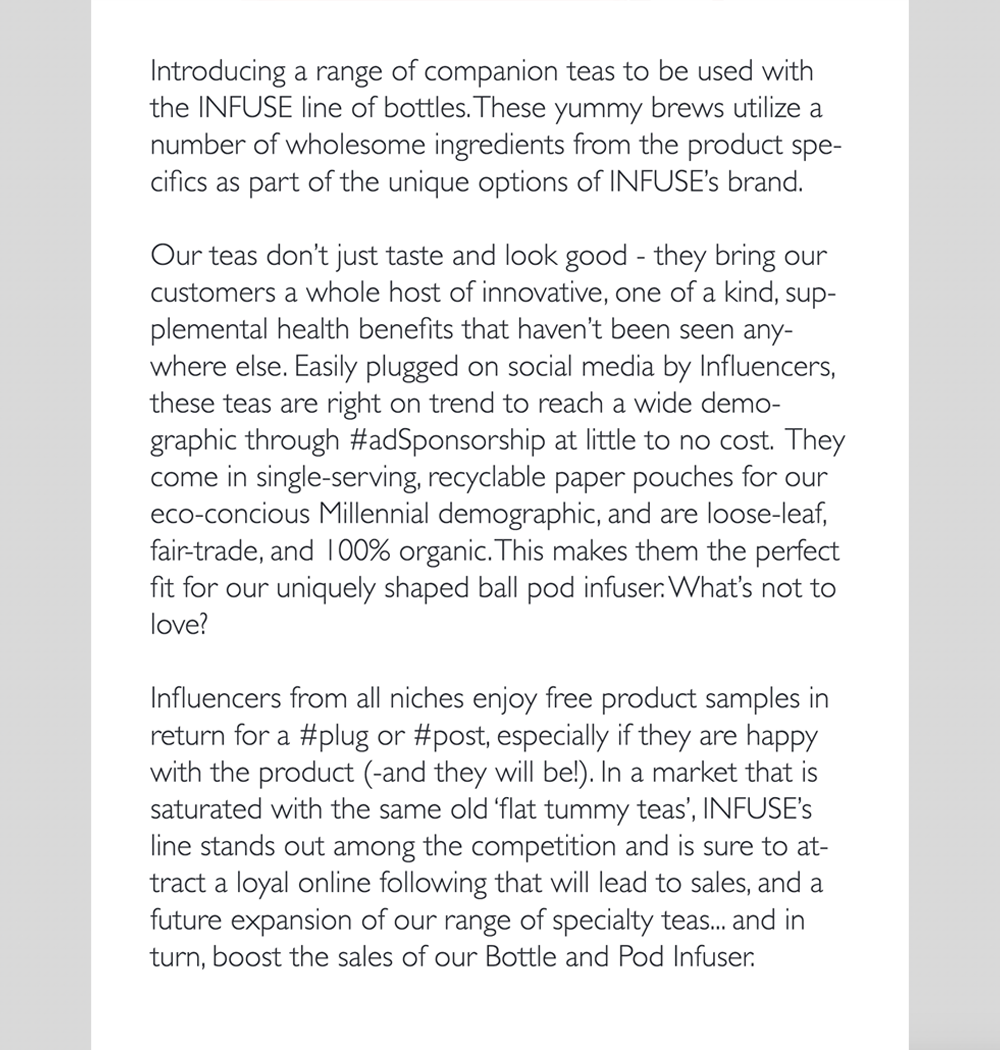 Introducing a range of companion teas to be used with
the INFUSE line of bottles. These yummy brews utilize a
number of wholesome ingredients from the product spe-
cifics as part of the unique options of INFUSE’s brand.
Our teas don’t just taste and look good - they bring our
customers a whole host of innovative, one of a kind, sup-
plemental health benefits that haven’t been seen any-
where else. Easily plugged on social media by Influencers,
these teas are right on trend to reach a wide demo-
graphic through #adSponsorship at little to no cost. They
come in single-serving, recyclable paper pouches for our
eco-concious Millennial demographic, and are loose-leaf,
fair-trade, and 100% organic. This makes them the perfect
fit for our uniquely shaped ball pod infuser. What’s not to
love?
Influencers from all niches enjoy free product samples in
return for a #plug or #post, especially if they are happy
with the product (-and they will be!). In a market that is
saturated with the same old ‘flat tummy teas’, INFUSE’s
line stands out among the competition and is sure to at-
tract a loyal online following that will lead to sales, and a
future expansion of our range of specialty teas... and in
turn, boost the sales of our Bottle and Pod Infuser.